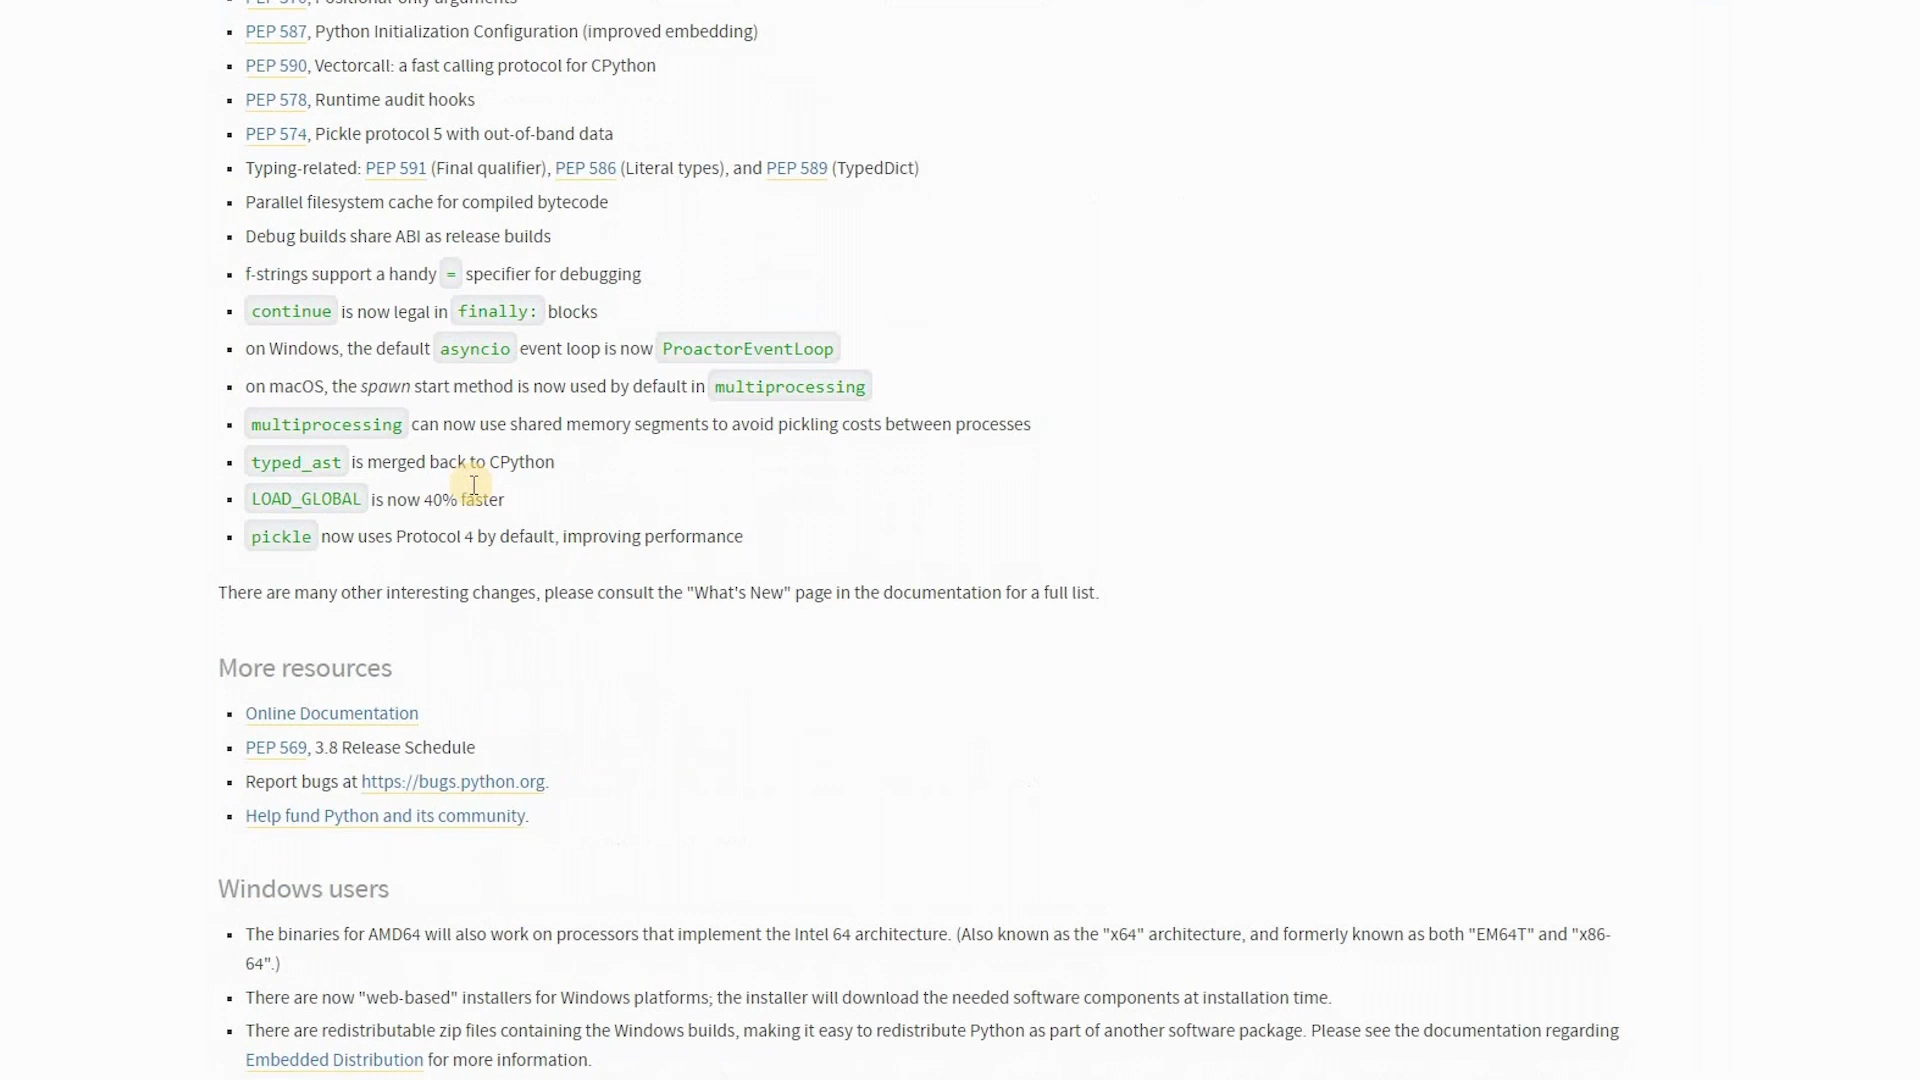 PEP 570, Positional-only arguments
PEP 587, Python Initialization Configuration (improved embedding)
PEP 590, Vectorcall: a fast calling protocol for CPython
PEP 578, Runtime audit hooks
PEP 574, Pickle protocol 5 with out-of-band data
Typing-related: PEP 591 (Final qualifier), PEP 586 (Literal types), and PEP 589 (TypedDict)
Parallel filesystem cache for compiled bytecode
Debug builds share ABI as release builds
f-strings support a handy = specifier for debugging
continue is now legal in finally: blocks
on Windows, the default asyncio event loop is now ProactorEventLoop
on macOS, the spawn start method is now used by default in multiprocessing
multiprocessing can now use shared memory segments to avoid pickling costs between processes
typed_ast is merged back to CPython
LOAD_GLOBAL is now 40% faster
pickle now uses Protocol 4 by default, improving performance
There are many other interesting changes, please consult the "What's New" page in the documentation for a full list.
More resources
Online Documentation
PEP 569, 3.8 Release Schedule
Report bugs at https://bugs.python.org.
Help fund Python and its community.
Windows users
The binaries for AMD64 will also work on processors that implement the Intel 64 architecture. (Also known as the "x64" architecture, and formerly known as both "EM64T" and "x86-
64".)
There are now "web-based" installers for Windows platforms; the installer will download the needed software components at installation time.
There are redistributable zip files containing the Windows builds, making it easy to redistribute Python as part of another software package. Please see the documentation regarding
Embedded Distribution for more information.